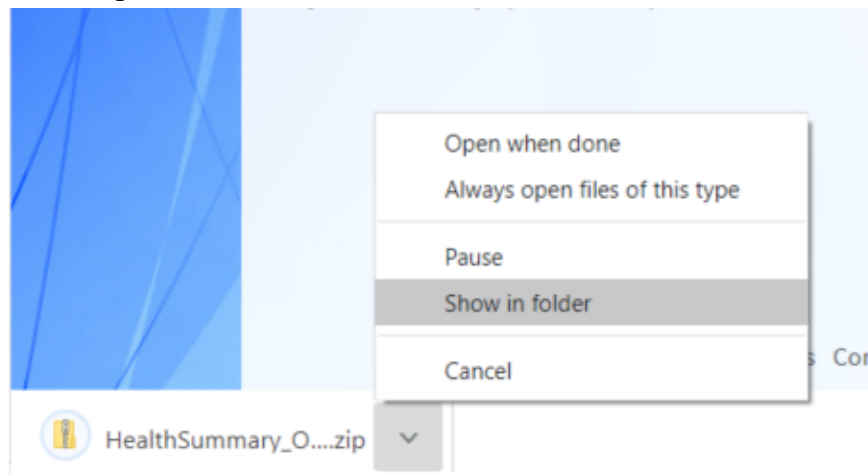 Open when done
Always open files of this type
Pause
Show in folder
Cancel
HealthSummary_O....zip